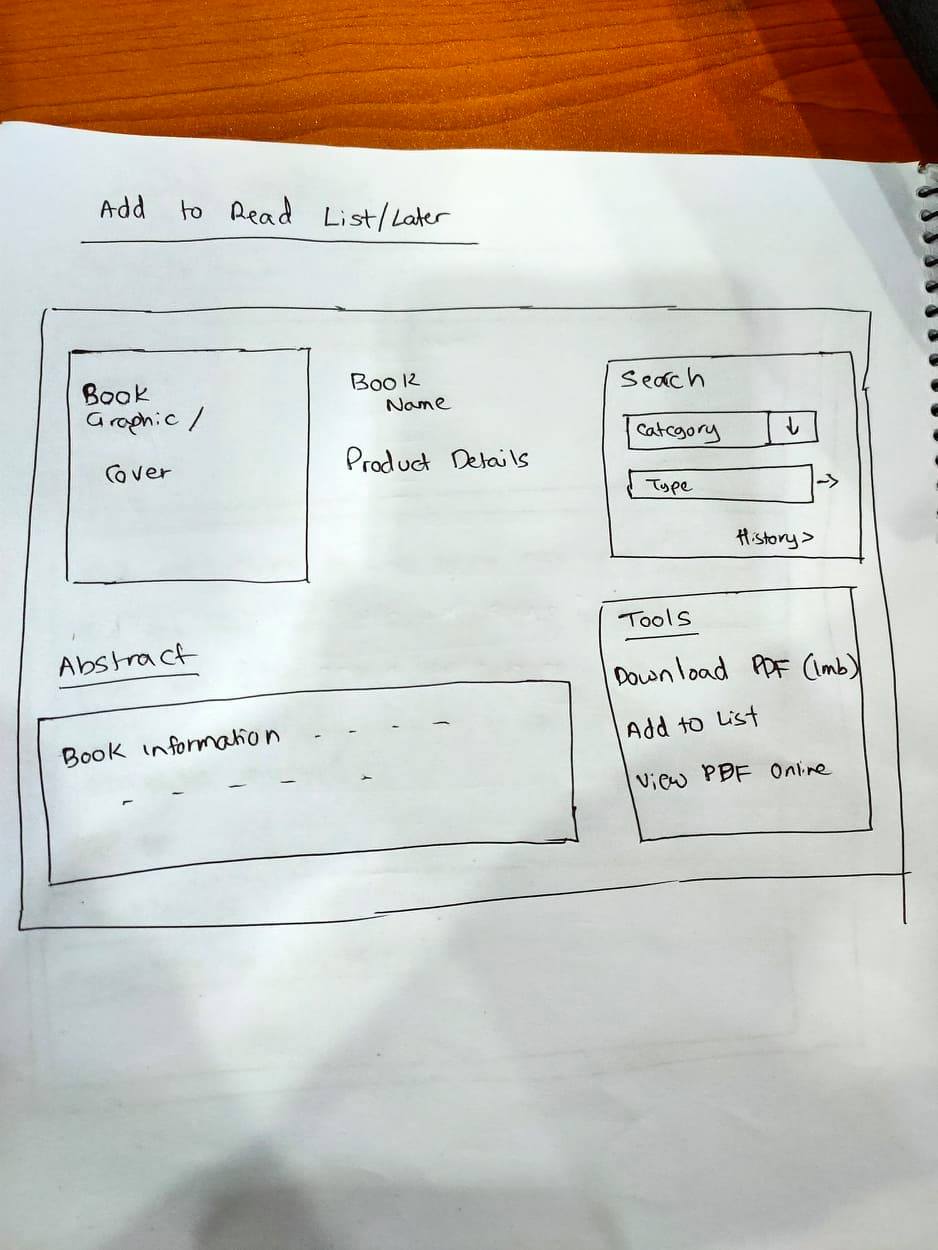 Add to Read List/Later
Book
Graphic/
Cover
Book
Name
Product Details
Search
Category
Type
History>
Abstract
Book information
Tools
Download PDF (1mb)
Add to List
View PDF Online